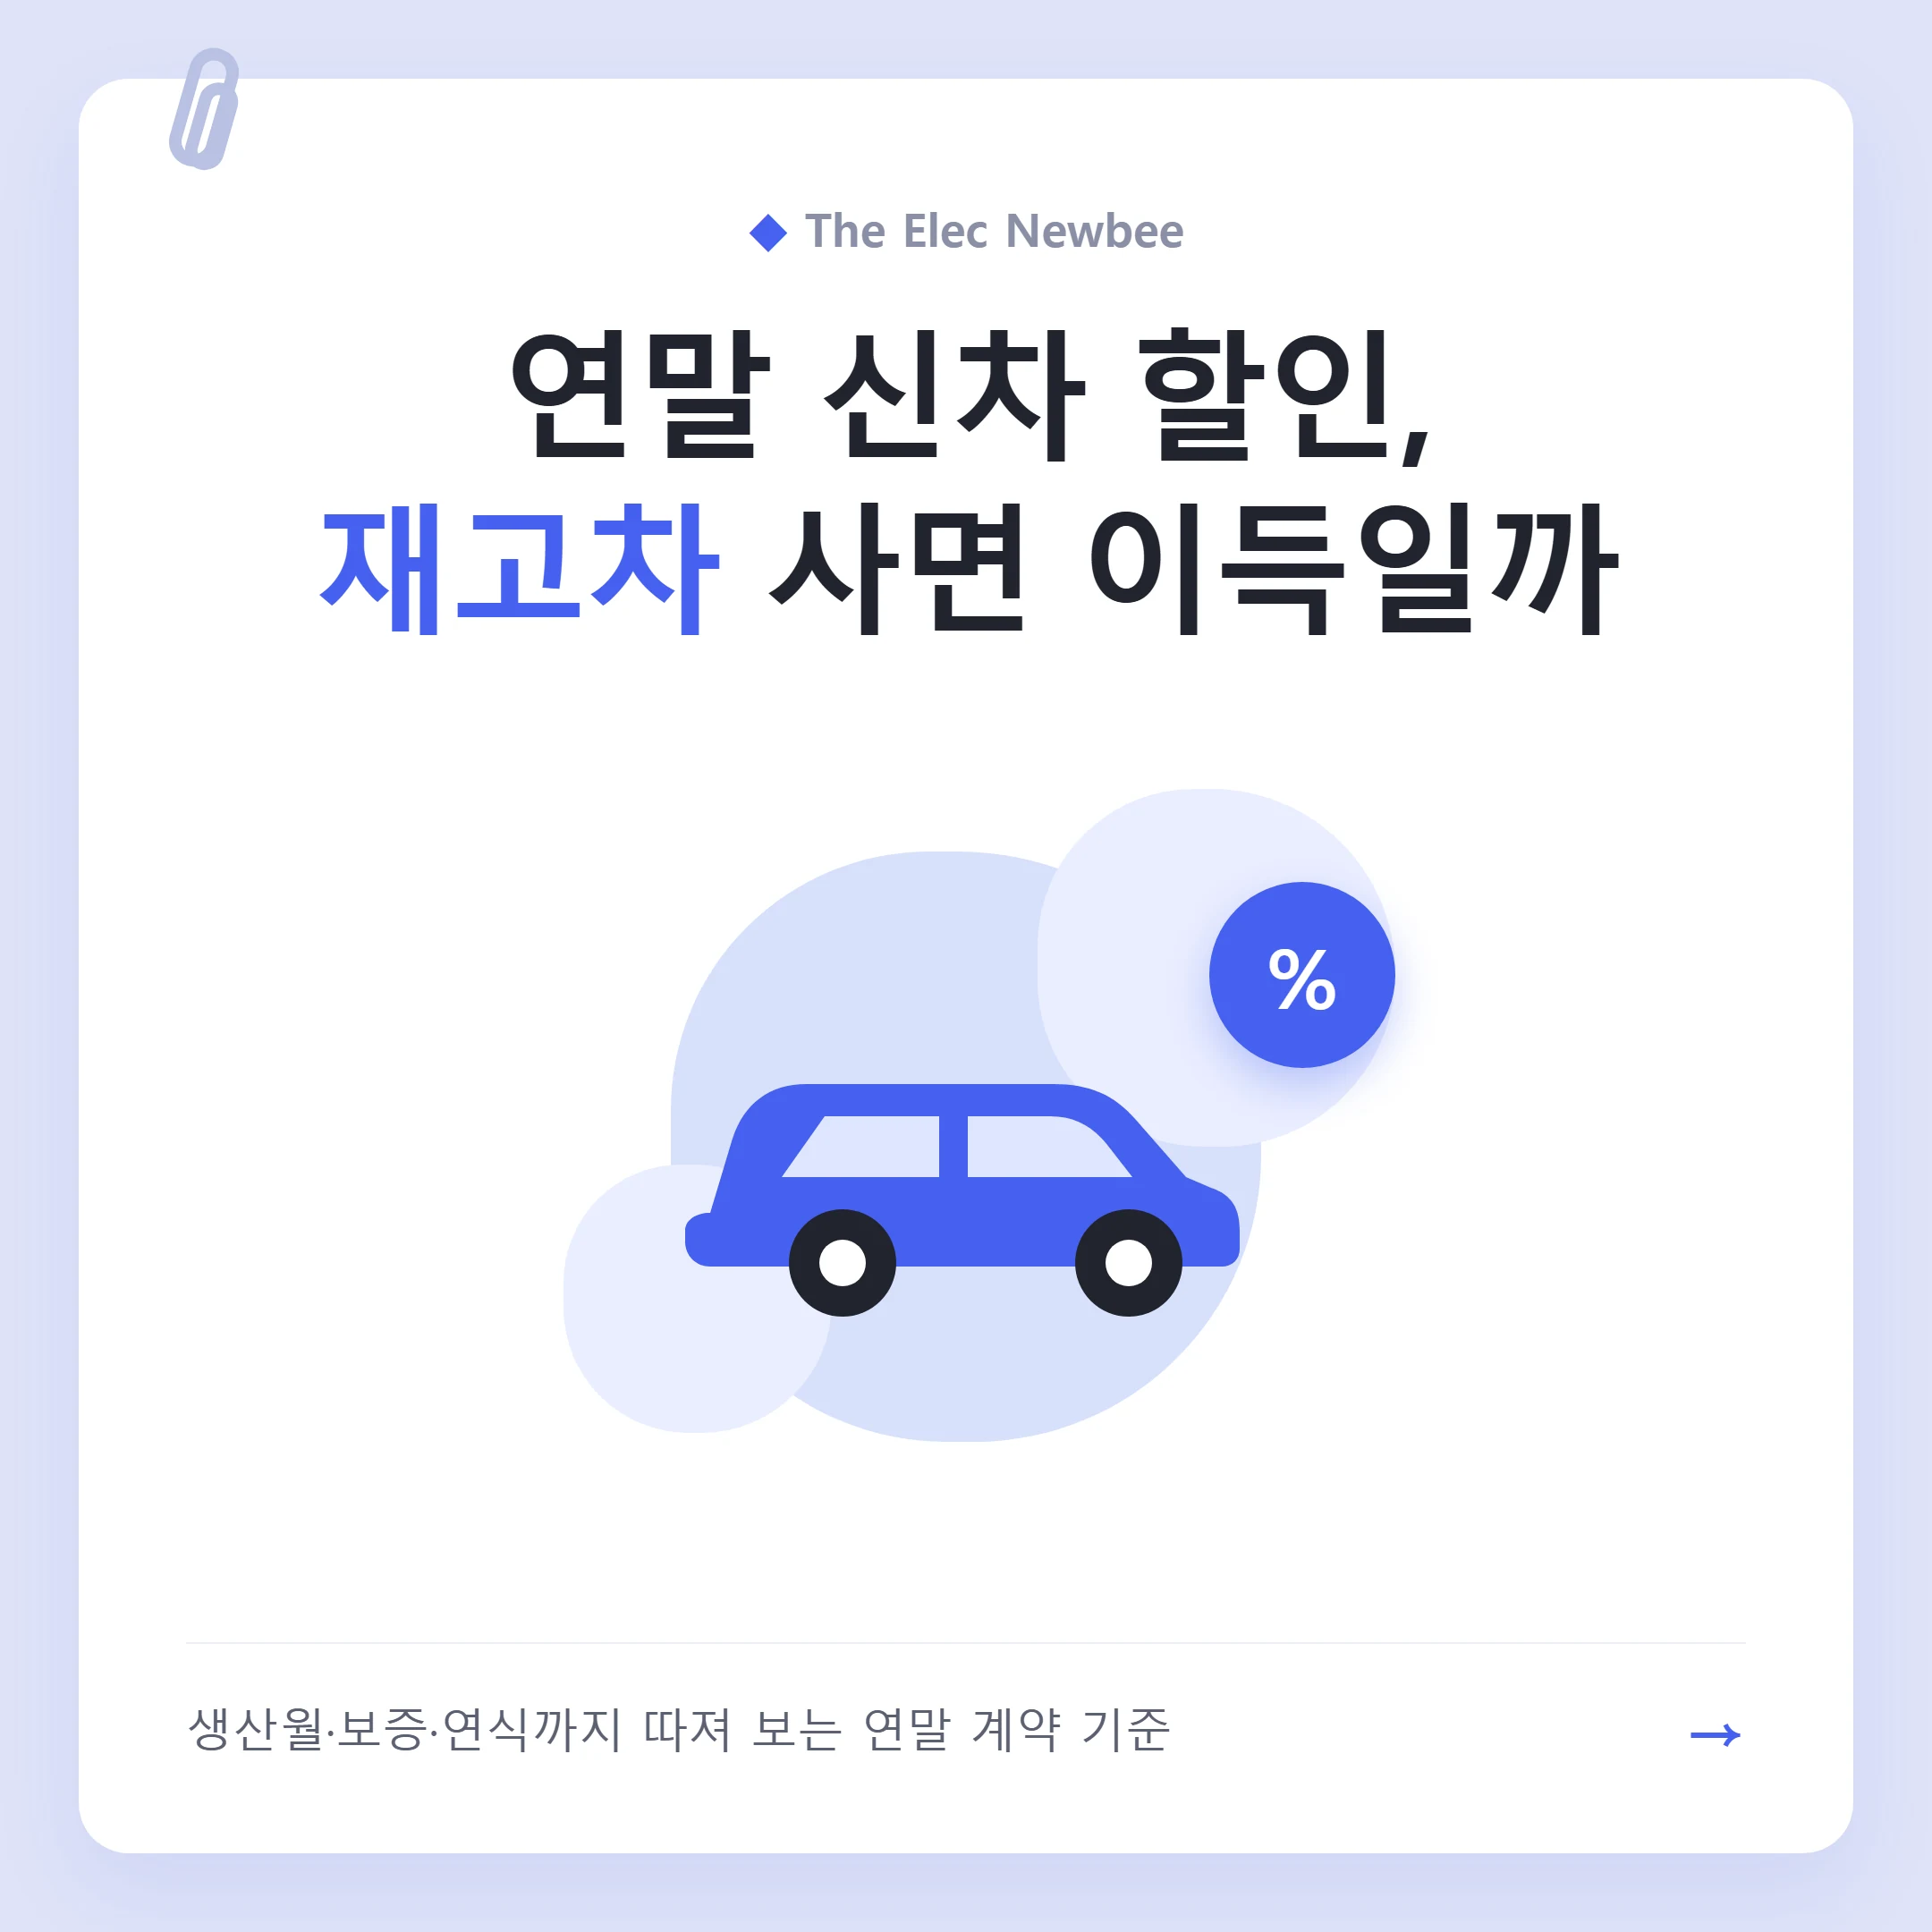 The Elec Newbee
연말 신차 할인,
재고차 사면 이득일까
%
생산월·보증·연식까지 따져 보는 연말 계약 기준 →